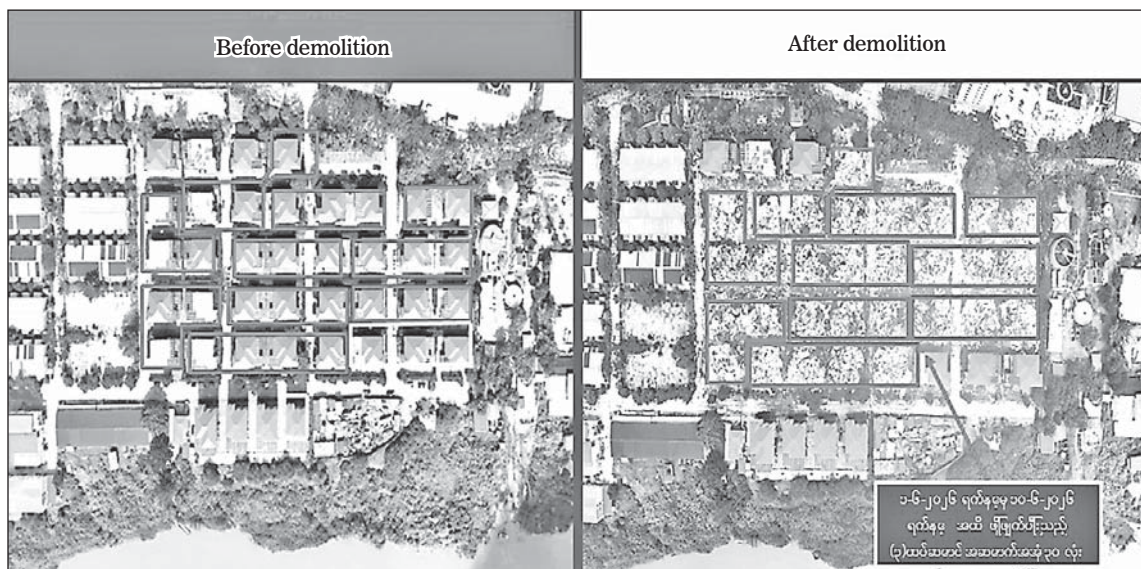 Before demolition
After demolition
၁-၆-၂၀၂၆ ရက်နေ့မှ ၁၀-၆-၂၀၂၆
ရက်နေ့ အထိ ဖြိုဖျက်ပြီးသည့်
(၃)ထပ်ဆောင် အဆောက်အအုံ ၃၀ လုံး